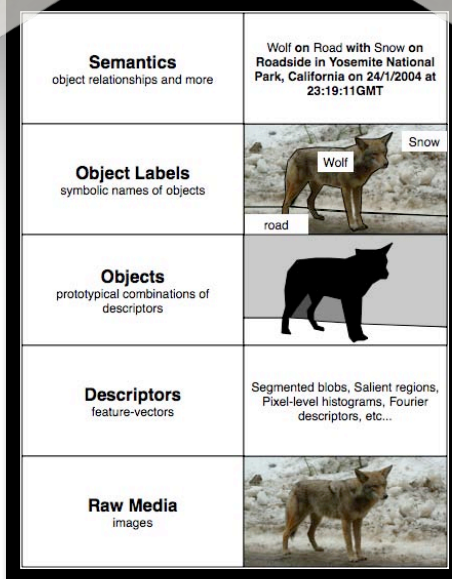 Semantics
object relationships and more
Wolf on Road with Snow on
Roadside in Yosemite National
Park, California on 24/1/2004 at
23:19:11GMT
Object Labels
symbolic names of objects
Snow
Wolf
road
Objects
prototypical combinations of
descriptors
Descriptors
feature-vectors
Segmented blobs, Salient regions,
Pixel-level histograms, Fourier
descriptors, etc...
Raw Media
images